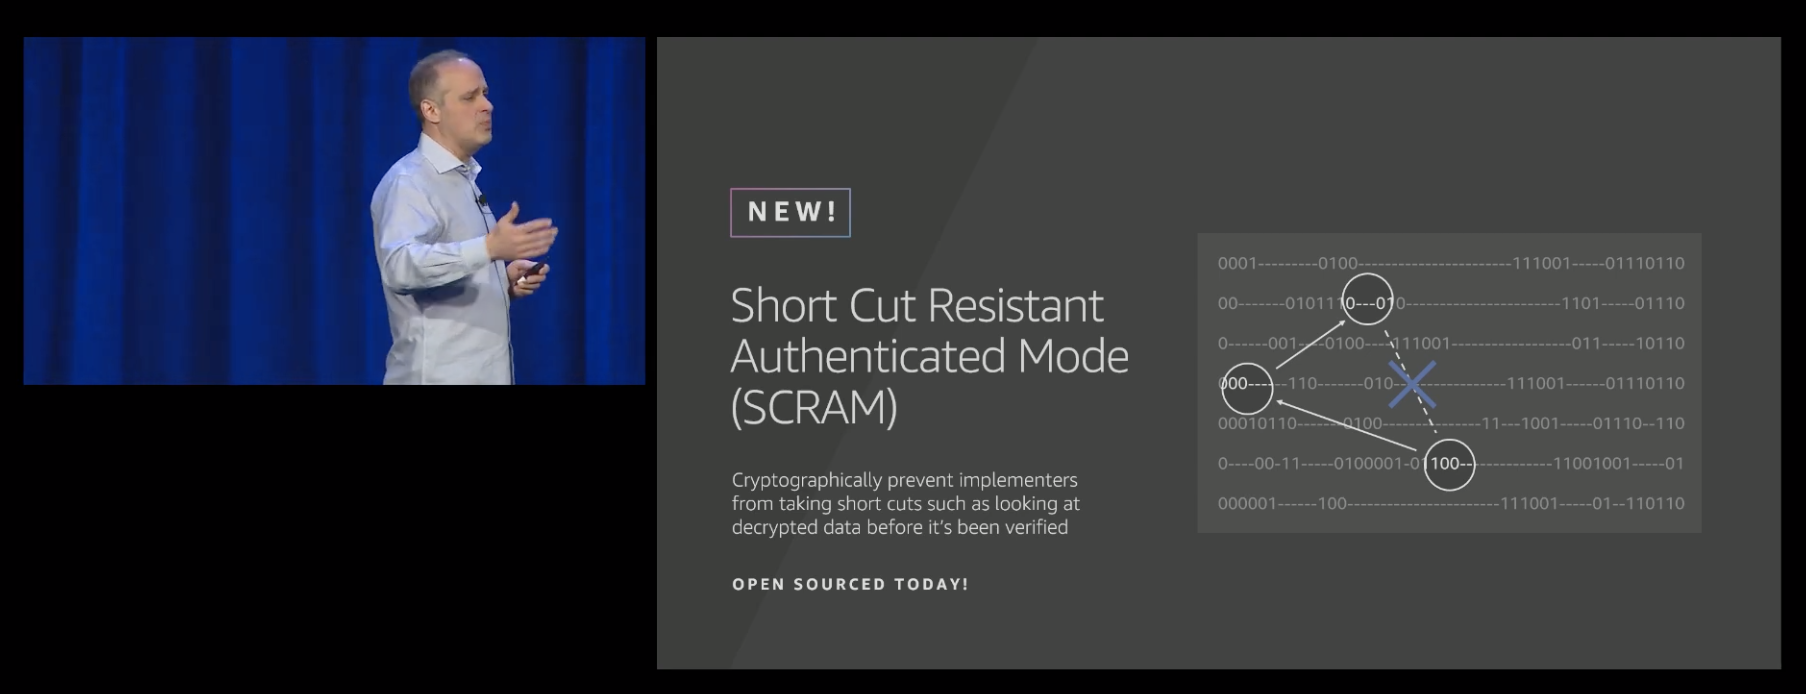 NEW!
Short Cut Resistant
Authenticated Mode
(SCRAM)
Cryptographically prevent implementers
from taking short cuts such as looking at
decrypted data before it's been verified
OPEN SOURCED TODAY!
0001---------0100----------------------111001-----01110110
00-------0101110---010----------------------1101-----01110
0------001----0100----111001-----------------011-----10110
000------110-------010---------------111001------01110110
00010110-------0100--------------11---1001-----01110--110
0----00-11-----0100001-01100--------------11001001-----01
000001------100----------------------111001-----01--110110